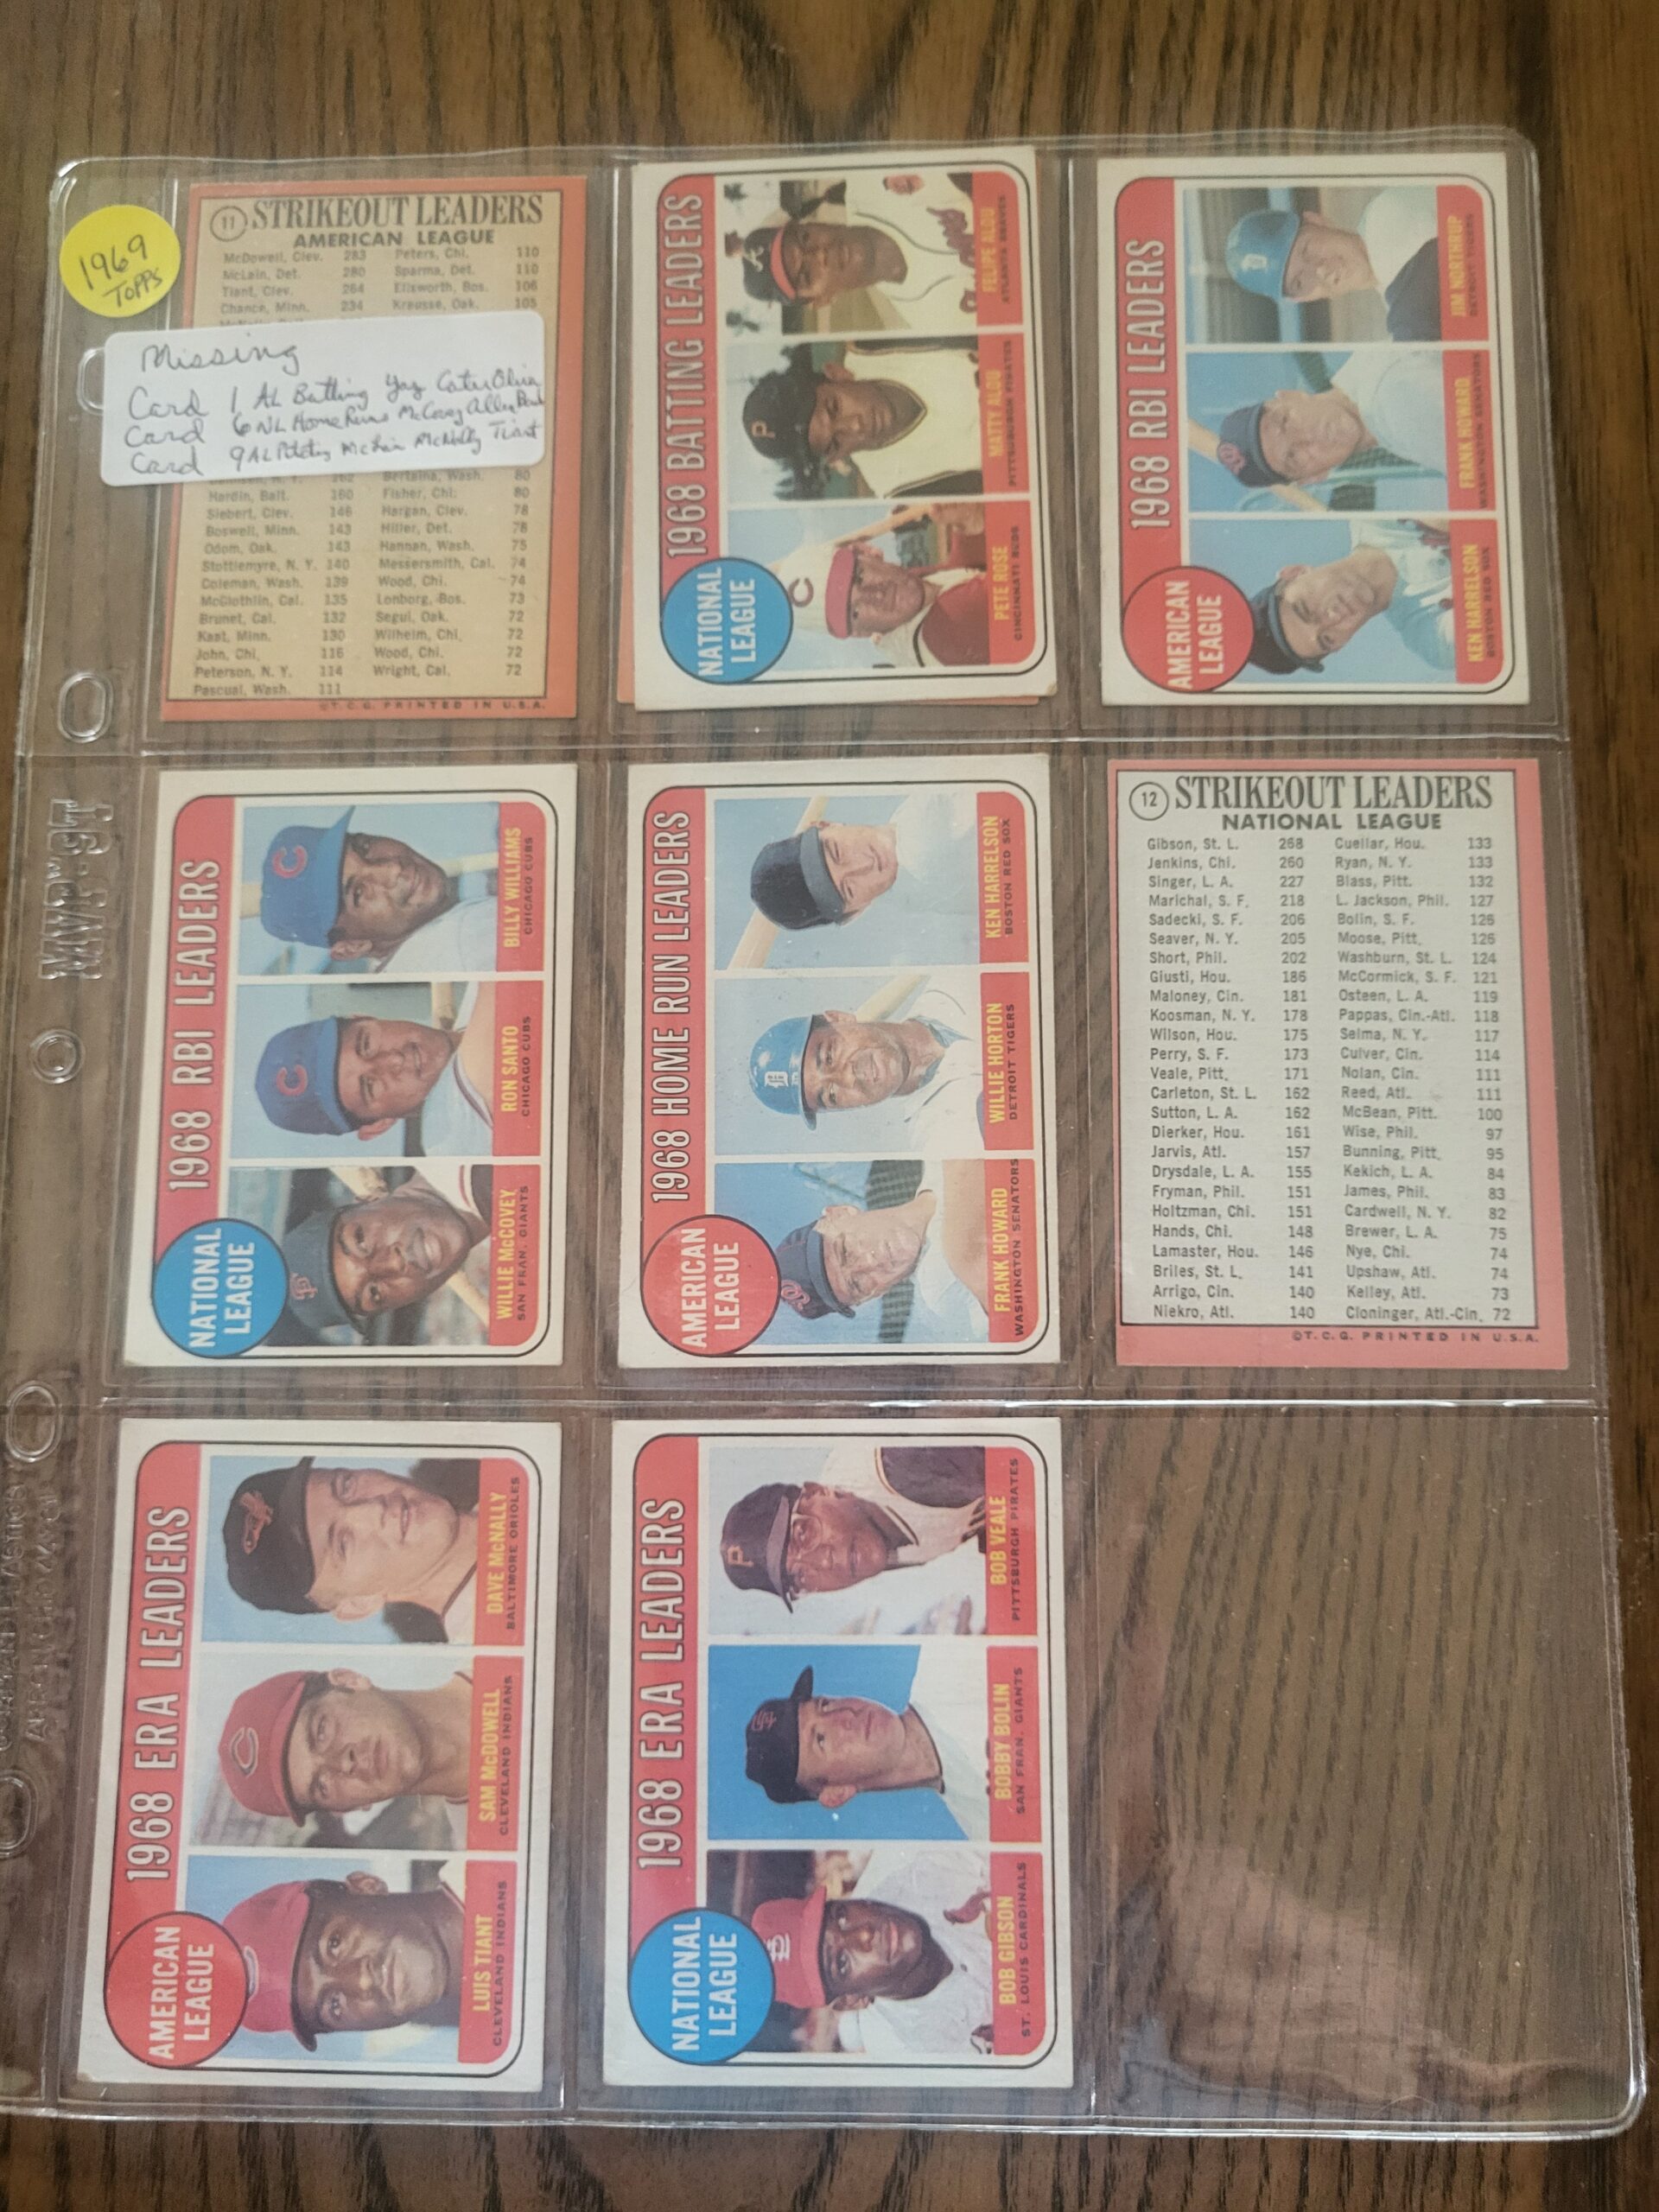 1969
TOPPS
Missing
Card 1 AL Batting Yaz Cater Oliva
Card 6 NL Home Runs McCovey Allen
Card 9 AL Pitching McLain McNally Tiant
11 STRIKEOUT LEADERS
AMERICAN LEAGUE
McDowell, Clev. 283 Peters, Chi. 110
McLain, Det. 280 Sparma, Det. 110
Tiant, Clev. 264 Ellsworth, Bos. 106
Chance, Minn. 234 Krausse, Oak. 105
162 Bertaina, Wash. 80
Hardin, Balt. 160 Fisher, Chi. 80
Siebert, Clev. 146 Hargan, Clev. 78
Boswell, Minn. 143 Hiller, Det. 78
Odom, Oak. 143 Hannan, Wash. 75
Stottlemyre, N. Y. 140 Messersmith, Cal. 74
Coleman, Wash. 139 Wood, Chi. 74
McGlothlin, Cal. 135 Lonborg, Bos. 73
Brunet, Cal. 132 Segui, Oak. 72
Kaat, Minn. 130 Wilhelm, Chi. 72
John, Chi. 116 Wood, Chi. 72
Peterson, N. Y. 114 Wright, Cal. 72
Pascual, Wash. 111
©T.C.G. PRINTED IN U.S.A.
1968 BATTING LEADERS
NATIONAL
LEAGUE
PETE ROSE
CINCINNATI REDS
MATTY ALOU
PITTSBURGH PIRATES
FELIPE ALOU
ATLANTA BRAVES
1968 RBI LEADERS
AMERICAN
LEAGUE
KEN HARRELSON
BOSTON RED SOX
FRANK HOWARD
WASHINGTON SENATORS
JIM NORTHRUP
DETROIT TIGERS
1968 RBI LEADERS
NATIONAL
LEAGUE
WILLIE McCOVEY
SAN FRAN. GIANTS
RON SANTO
CHICAGO CUBS
BILLY WILLIAMS
CHICAGO CUBS
1968 HOME RUN LEADERS
AMERICAN
LEAGUE
FRANK HOWARD
WASHINGTON SENATORS
WILLIE HORTON
DETROIT TIGERS
KEN HARRELSON
BOSTON RED SOX
12 STRIKEOUT LEADERS
NATIONAL LEAGUE
Gibson, St. L. 268 Cuellar, Hou. 133
Jenkins, Chi. 260 Ryan, N. Y. 133
Singer, L. A. 227 Blass, Pitt. 132
Marichal, S. F. 218 L. Jackson, Phil. 127
Sadecki, S. F. 206 Bolin, S. F. 126
Seaver, N. Y. 205 Moose, Pitt. 126
Short, Phil. 202 Washburn, St. L. 124
Giusti, Hou. 186 McCormick, S. F. 121
Maloney, Cin. 181 Osteen, L. A. 119
Koosman, N. Y. 178 Pappas, Cin.-Atl. 118
Wilson, Hou. 175 Selma, N. Y. 117
Perry, S. F. 173 Culver, Cin. 114
Veale, Pitt. 171 Nolan, Cin. 111
Carleton, St. L. 162 Reed, Atl. 111
Sutton, L. A. 162 McBean, Pitt. 100
Dierker, Hou. 161 Wise, Phil. 97
Jarvis, Atl. 157 Bunning, Pitt. 95
Drysdale, L. A. 155 Kekich, L. A. 84
Fryman, Phil. 151 James, Phil. 83
Holtzman, Chi. 151 Cardwell, N. Y. 82
Hands, Chi. 148 Brewer, L. A. 75
Lamaster, Hou. 146 Nye, Chi. 74
Briles, St. L. 141 Upshaw, Atl. 74
Arrigo, Cin. 140 Kelley, Atl. 73
Niekro, Atl. 140 Cloninger, Atl.-Cin. 72
©T.C.G. PRINTED IN U.S.A.
1968 ERA LEADERS
AMERICAN
LEAGUE
LUIS TIANT
CLEVELAND INDIANS
SAM McDOWELL
CLEVELAND INDIANS
DAVE McNALLY
BALTIMORE ORIOLES
1968 ERA LEADERS
NATIONAL
LEAGUE
BOB GIBSON
ST. LOUIS CARDINALS
BOBBY BOLIN
SAN FRAN. GIANTS
BOB VEALE
PITTSBURGH PIRATES